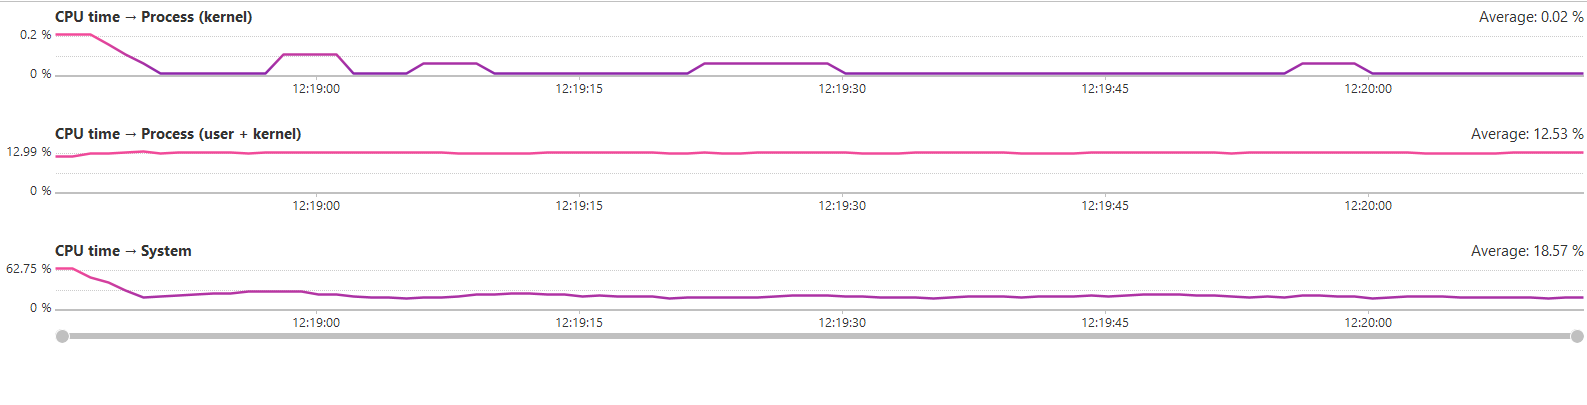 CPU time → Process (kernel) Average: 0.02 %
0.2 %
0 %
12:19:00 12:19:15 12:19:30 12:19:45 12:20:00
CPU time → Process (user + kernel) Average: 12.53 %
12.99 %
0 %
12:19:00 12:19:15 12:19:30 12:19:45 12:20:00
CPU time → System Average: 18.57 %
62.75 %
0 %
12:19:00 12:19:15 12:19:30 12:19:45 12:20:00